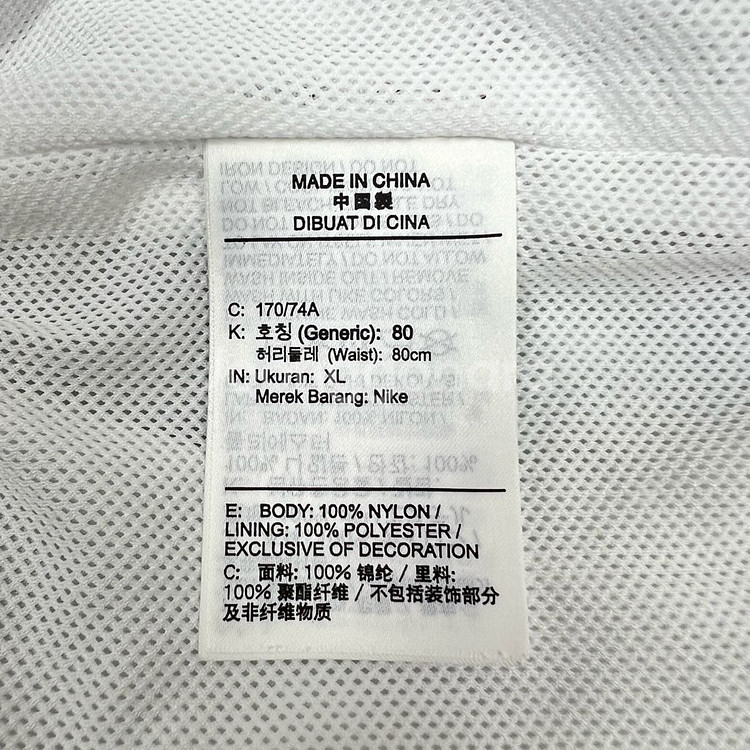 MADE IN CHINA
中国製
DIBUAT DI CINA
C: 170/74A
K: 호칭 (Generic): 80
허리둘레 (Waist): 80cm
IN: Ukuran: XL
Merek Barang: Nike
E: BODY: 100% NYLON /
LINING: 100% POLYESTER /
EXCLUSIVE OF DECORATION
C: 面料: 100% 锦纶 / 里料:
100% 聚酯纤维 / 不包括装饰部分
及非纤维物质